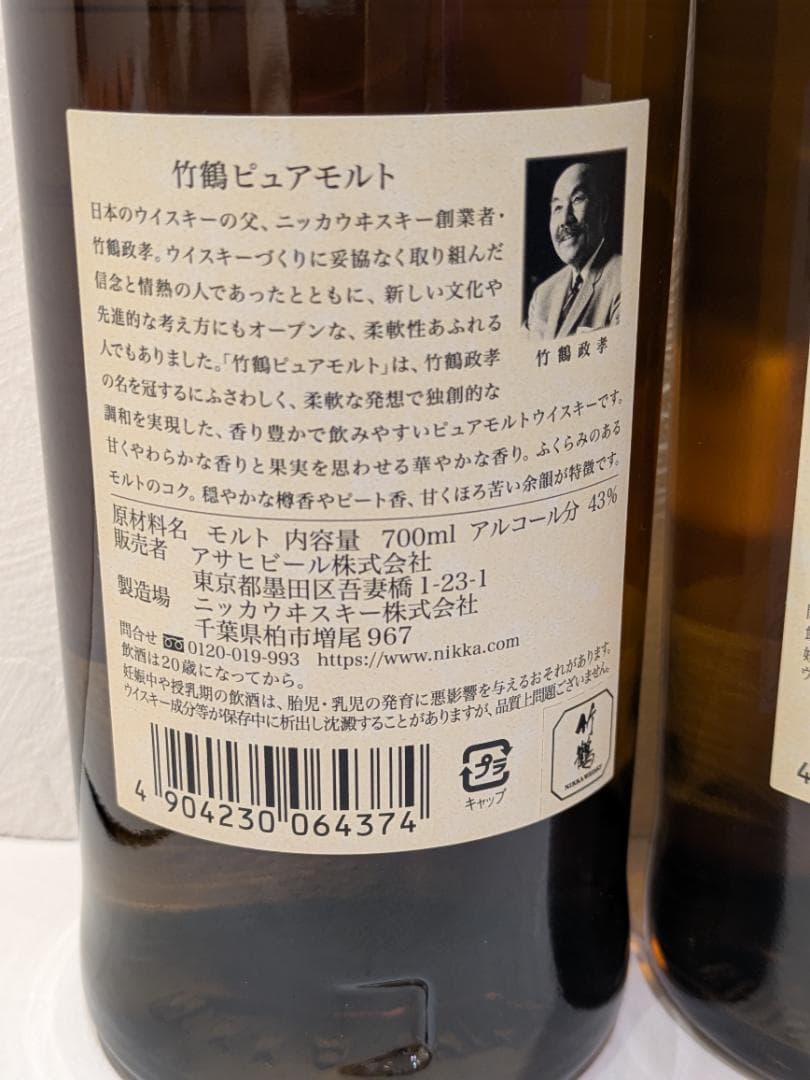 竹鶴ピュアモルト
日本のウイスキーの父、ニッカウヰスキー創業者・
竹鶴政孝。ウイスキーづくりに妥協なく取り組んだ
信念と情熱の人であったとともに、新しい文化や
先進的な考え方にもオープンな、柔軟性あふれる
人でもありました。「竹鶴ピュアモルト」は、竹鶴政孝
の名を冠するにふさわしく、柔軟な発想で独創的な
調和を実現した、香り豊かで飲みやすいピュアモルトウイスキーです。
甘くやわらかな香りと果実を思わせる華やかな香り。ふくらみのある
モルトのコク。穏やかな樽香やピート香、甘くほろ苦い余韻が特徴です。
竹鶴政孝
原材料名 モルト 内容量 700ml アルコール分 43%
販売者 アサヒビール株式会社
東京都墨田区吾妻橋1-23-1
製造場 ニッカウヰスキー株式会社
千葉県柏市増尾967
問合せ 0120-019-993 https://www.nikka.com
飲酒は20歳になってから。
妊娠中や授乳期の飲酒は、胎児・乳児の発育に悪影響を与えるおそれがあります。
ウイスキー成分等が保存中に析出し沈澱することがありますが、品質上問題ございません。
4 904230 064374
プラ
キャップ
竹鶴
NIKKA WHISKY